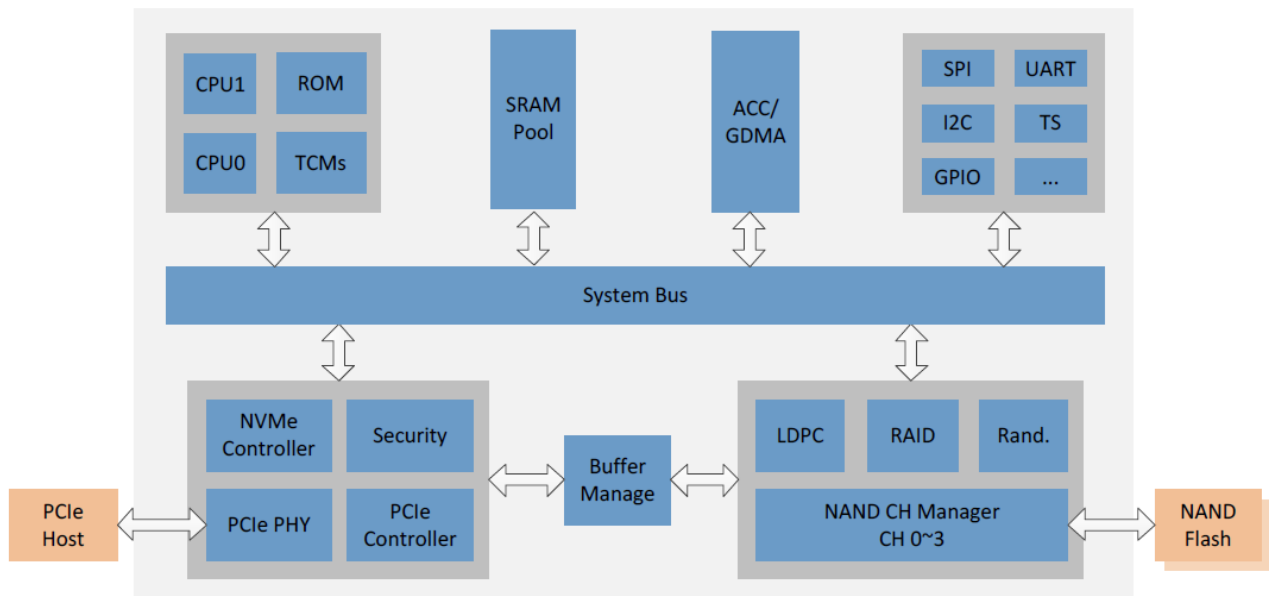 CPU1
ROM
CPU0
TCMs
SRAM
Pool
ACC/
GDMA
SPI
UART
I2C
TS
GPIO
...
System Bus
NVMe
Controller
Security
PCIe PHY
PCIe
Controller
Buffer
Manage
LDPC
RAID
Rand.
NAND CH Manager
CH 0~3
PCIe
Host
NAND
Flash